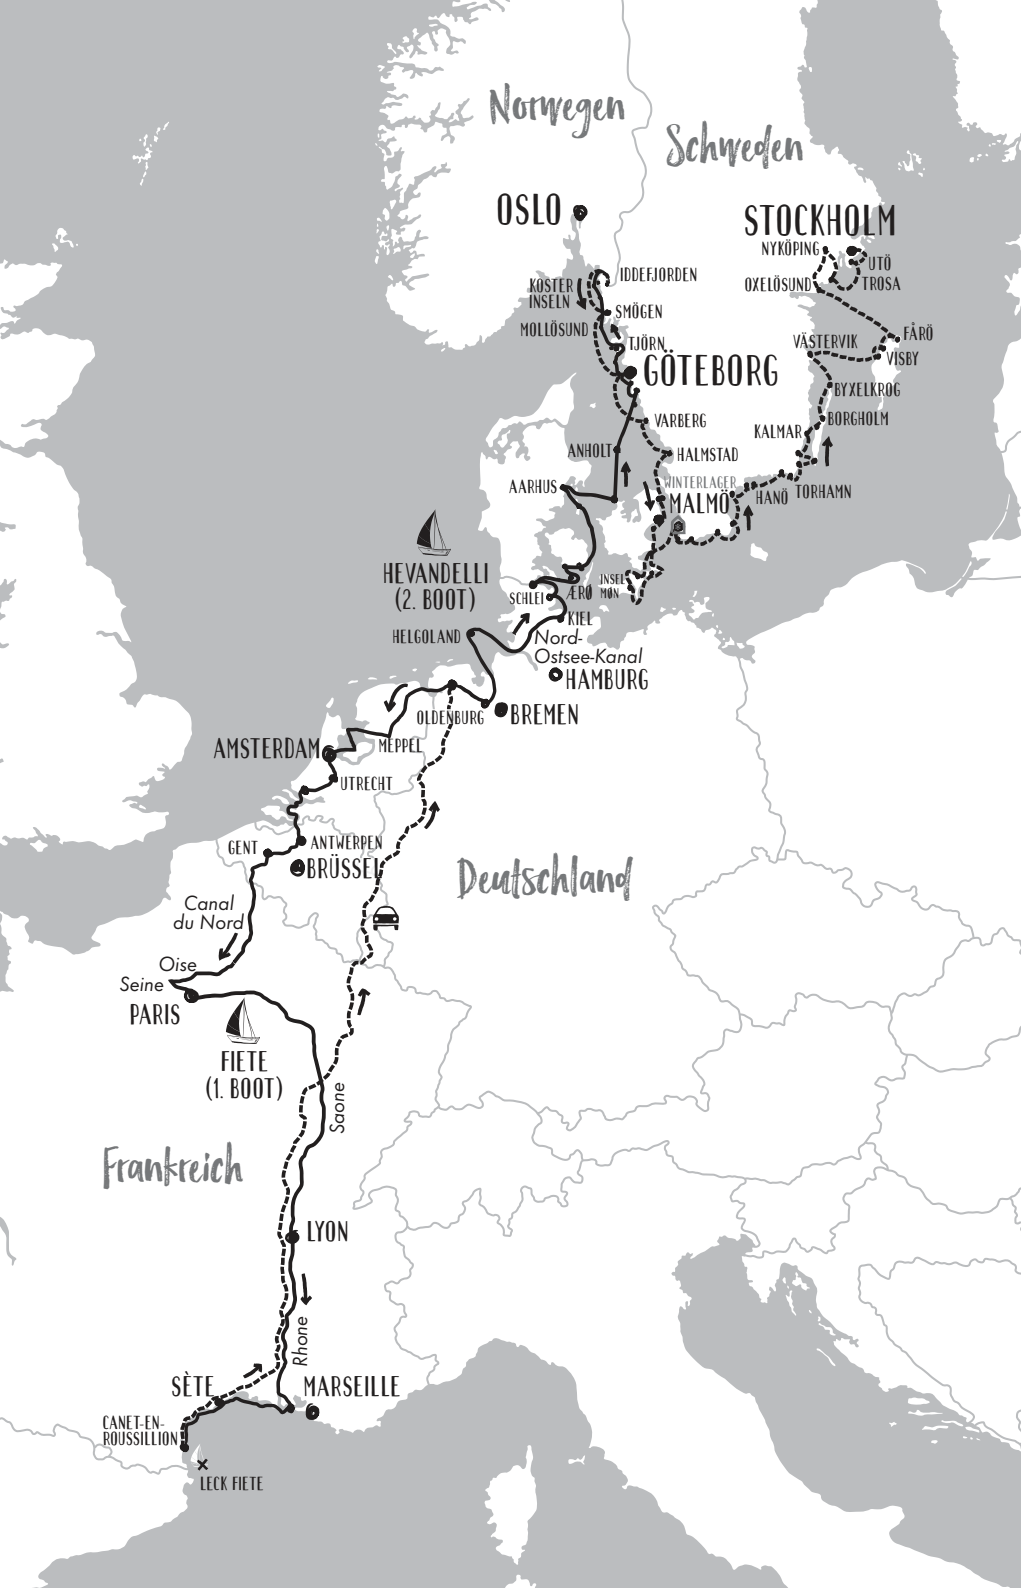 Norwegen
Schweden
OSLO
STOCKHOLM
NYKÖPING
UTÖ
IDDEFJORDEN
KOSTER
INSELN
OXELÖSUND
TROSA
SMÖGEN
MOLLÖSUND
TJÖRN
FÅRÖ
VÄSTERVIK
VISBY
GÖTEBORG
BYXELKROG
VARBERG
BORGHOLM
KALMAR
ANHOLT
HALMSTAD
AARHUS
WINTERLAGER
MALMÖ
HANÖ
TORHAMN
HEVANDELLI
(2. BOOT)
SCHLEI
ÆRØ
INSEL
MØN
KIEL
HELGOLAND
Nord-
Ostsee-Kanal
HAMBURG
OLDENBURG
BREMEN
AMSTERDAM
MEPPEL
UTRECHT
GENT
ANTWERPEN
BRÜSSEL
Deutschland
Canal
du Nord
Oise
Seine
PARIS
FIETE
(1. BOOT)
Saone
Frankreich
LYON
Rhone
SÈTE
MARSEILLE
CANET-EN-
ROUSSILLION
LECK FIETE